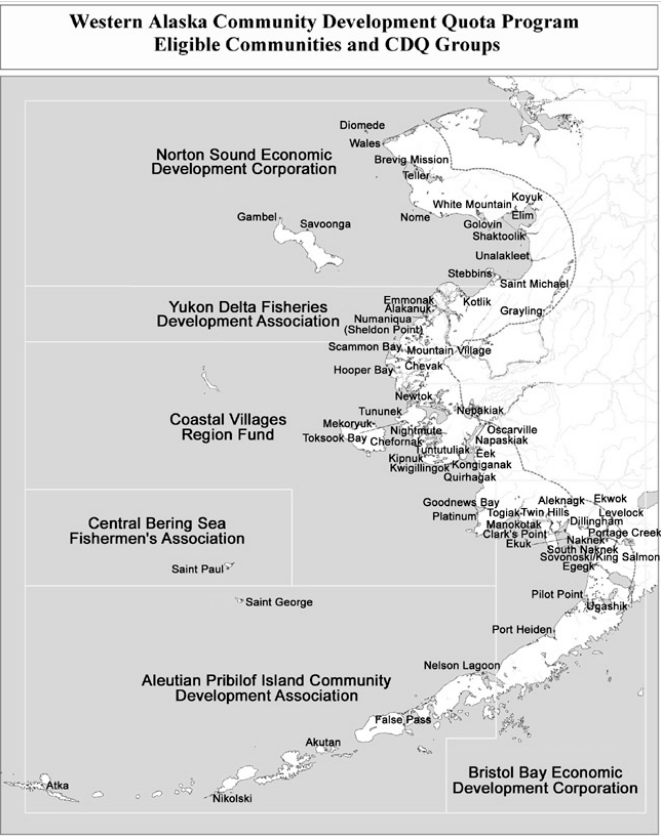 Western Alaska Community Development Quota Program
Eligible Communities and CDQ Groups
Diomede
Wales
Norton Sound Economic
Development Corporation
Brevig Mission
Teller
White Mountain
Koyuk
Nome
Elim
Golovin
Shaktoolik
Gambel
Savoonga
Unalakleet
Stebbins
Saint Michael
Yukon Delta Fisheries
Development Association
Emmonak
Kotlik
Alakanuk
Grayling
Numaniqua
(Sheldon Point)
Scammon Bay
Mountain Village
Hooper Bay
Chevak
Coastal Villages
Region Fund
Newtok
Tununek
Nepakiak
Mekoryuk
Nightmute
Oscarville
Toksook Bay
Chefornak
Napaskiak
Tuntutuliak
Eek
Kipnuk
Kongiganak
Kwigillingok
Quirhagak
Central Bering Sea
Fishermen's Association
Saint Paul
Goodnews Bay
Aleknagk
Ekwok
Platinum
Togiak
Twin Hills
Levelock
Manokotak
Dillingham
Clark's Point
Portage Creek
Ekuk
Naknek
South Naknek
Sovonoski/King Salmon
Egegk
Saint George
Pilot Point
Ugashik
Port Heiden
Nelson Lagoon
Aleutian Pribilof Island Community
Development Association
False Pass
Akutan
Atka
Nikolski
Bristol Bay Economic
Development Corporation